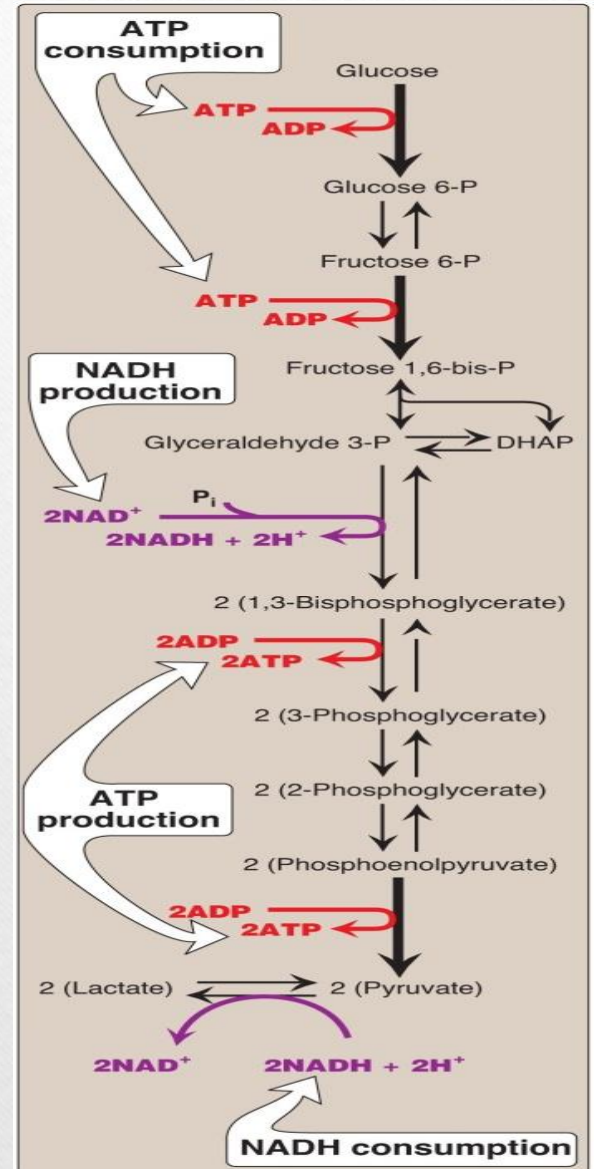 ATP
consumption
Glucose
ATP
ADP
Glucose 6-P
Fructose 6-P
ATP
ADP
NADH
production
Fructose 1,6-bis-P
Glyceraldehyde 3-P
DHAP
Pi
2NAD⁺
2NADH + 2H⁺
2 (1,3-Bisphosphoglycerate)
2ADP
2ATP
2 (3-Phosphoglycerate)
ATP
production
2 (2-Phosphoglycerate)
2 (Phosphoenolpyruvate)
2ADP
2ATP
2 (Lactate)
2 (Pyruvate)
2NAD⁺
2NADH + 2H⁺
NADH consumption